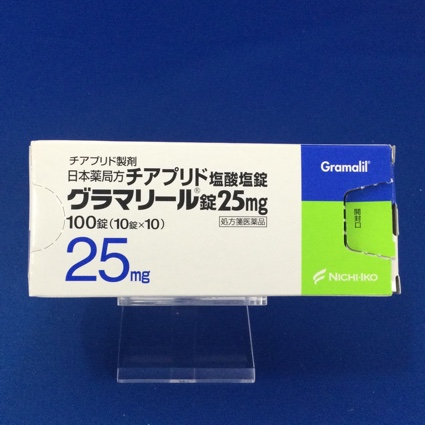 チアプリド製剤
日本薬局方チアプリド塩酸塩錠
グラマリール®錠25mg
100錠(10錠×10)
処方箋医薬品
25mg
Gramalil®
開封口
NICHI-IKO